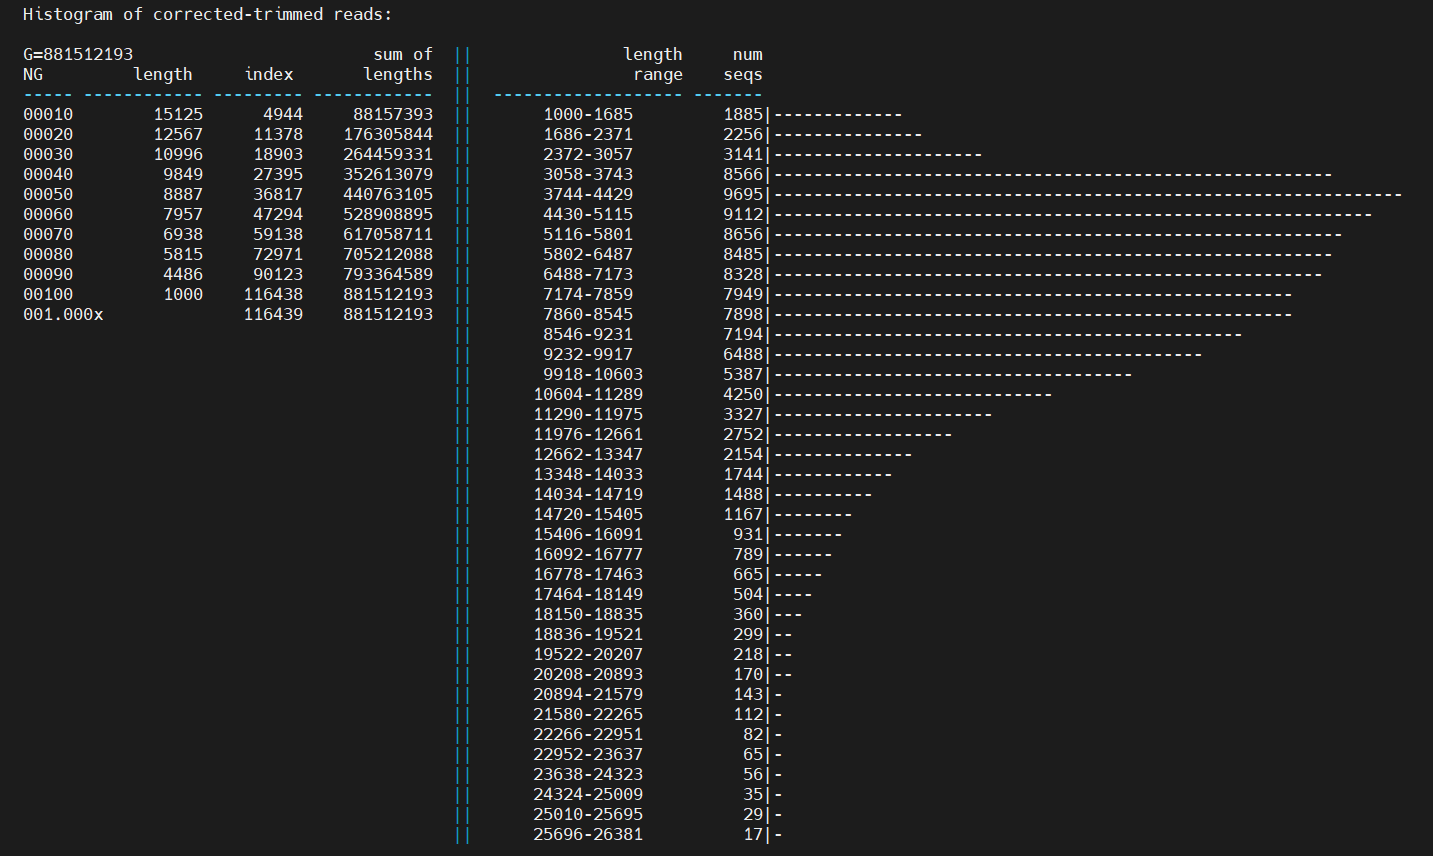 Histogram of corrected-trimmed reads:

G=881512193                        sum of  ||               length     num
NG         length     index       lengths  ||                range    seqs
----- ------------ --------- ------------  ||  ------------------- -------
00010        15125      4944     88157393  ||       1000-1685         1885|-------------
00020        12567     11378    176305844  ||       1686-2371         2256|---------------
00030        10996     18903    264459331  ||       2372-3057         3141|---------------------
00040         9849     27395    352613079  ||       3058-3743         8566|--------------------------------------------------------
00050         8887     36817    440763105  ||       3744-4429         9695|---------------------------------------------------------------
00060         7957     47294    528908895  ||       4430-5115         9112|------------------------------------------------------------
00070         6938     59138    617058711  ||       5116-5801         8656|---------------------------------------------------------
00080         5815     72971    705212088  ||       5802-6487         8485|--------------------------------------------------------
00090         4486     90123    793364589  ||       6488-7173         8328|-------------------------------------------------------
00100         1000    116438    881512193  ||       7174-7859         7949|----------------------------------------------------
001.000x              116439    881512193  ||       7860-8545         7898|----------------------------------------------------
                                           ||       8546-9231         7194|-----------------------------------------------
                                           ||       9232-9917         6488|-------------------------------------------
                                           ||       9918-10603        5387|------------------------------------
                                           ||      10604-11289        4250|----------------------------
                                           ||      11290-11975        3327|----------------------
                                           ||      11976-12661        2752|------------------
                                           ||      12662-13347        2154|--------------
                                           ||      13348-14033        1744|------------
                                           ||      14034-14719        1488|----------
                                           ||      14720-15405        1167|--------
                                           ||      15406-16091         931|-------
                                           ||      16092-16777         789|------
                                           ||      16778-17463         665|-----
                                           ||      17464-18149         504|----
                                           ||      18150-18835         360|---
                                           ||      18836-19521         299|--
                                           ||      19522-20207         218|--
                                           ||      20208-20893         170|--
                                           ||      20894-21579         143|-
                                           ||      21580-22265         112|-
                                           ||      22266-22951          82|-
                                           ||      22952-23637          65|-
                                           ||      23638-24323          56|-
                                           ||      24324-25009          35|-
                                           ||      25010-25695          29|-
                                           ||      25696-26381          17|-